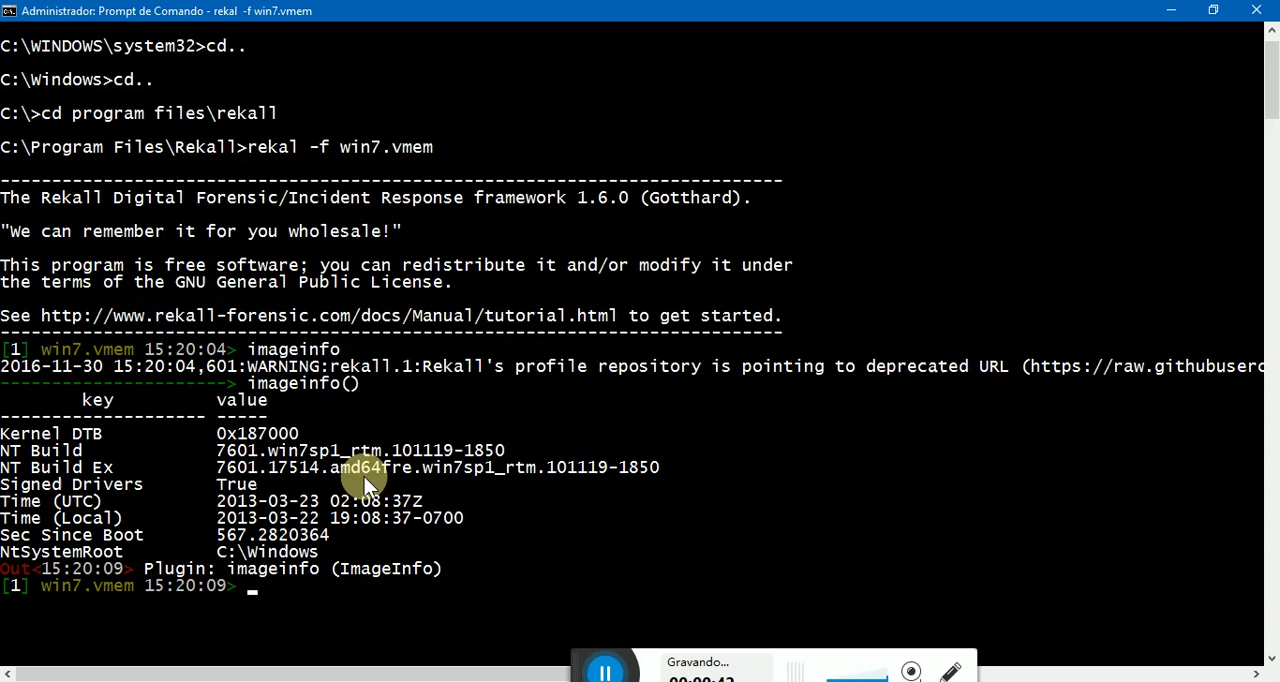 Administrador: Prompt de Comando - rekal -f win7.vmem
C:\WINDOWS\system32>cd..
C:\Windows>cd..
C:\>cd program files\rekall
C:\Program Files\Rekall>rekal -f win7.vmem
----------------------------------------------------------------------------
The Rekall Digital Forensic/Incident Response framework 1.6.0 (Gotthard).
"We can remember it for you wholesale!"
This program is free software; you can redistribute it and/or modify it under
the terms of the GNU General Public License.
See http://www.rekall-forensic.com/docs/Manual/tutorial.html to get started.
----------------------------------------------------------------------------
[1] win7.vmem 15:20:04> imageinfo
2016-11-30 15:20:04,601:WARNING:rekall.1:Rekall's profile repository is pointing to deprecated URL (https://raw.githubuserc
----------------------> imageinfo()
key value
-------------------- -----
Kernel DTB 0x187000
NT Build 7601.win7sp1_rtm.101119-1850
NT Build Ex 7601.17514.amd64fre.win7sp1_rtm.101119-1850
Signed Drivers True
Time (UTC) 2013-03-23 02:08:37Z
Time (Local) 2013-03-22 19:08:37-0700
Sec Since Boot 567.2820364
NtSystemRoot C:\Windows
Out<15:20:09> Plugin: imageinfo (ImageInfo)
[1] win7.vmem 15:20:09>
Gravando...
00:00:42